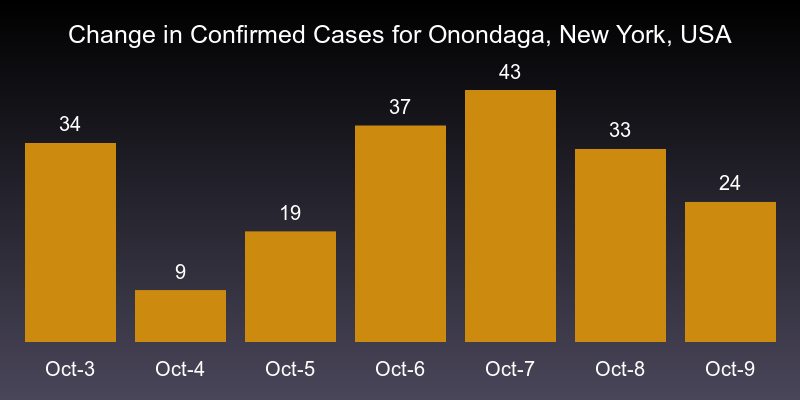 Change in Confirmed Cases for Onondaga, New York, USA
34 9 19 37 43 33 24
Oct-3 Oct-4 Oct-5 Oct-6 Oct-7 Oct-8 Oct-9